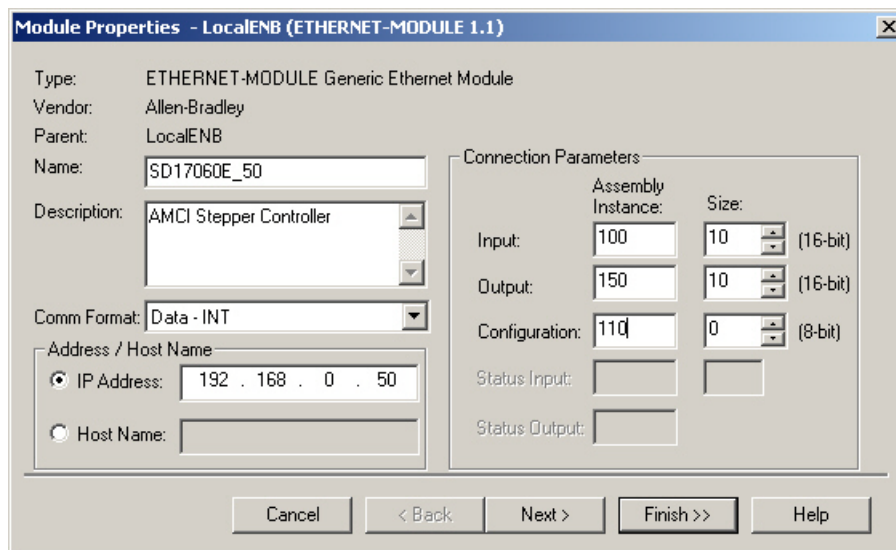 Module Properties - LocalENB (ETHERNET-MODULE 1.1)
Type: ETHERNET-MODULE Generic Ethernet Module
Vendor: Allen-Bradley
Parent: LocalENB
Name: SD17060E_50
Description: AMCI Stepper Controller
Comm Format: Data - INT
Address / Host Name
IP Address: 192 . 168 . 0 . 50
Host Name:
Connection Parameters
Assembly
Instance: Size:
Input: 100 10 (16-bit)
Output: 150 10 (16-bit)
Configuration: 110 0 (8-bit)
Status Input:
Status Output:
Cancel < Back Next > Finish >> Help